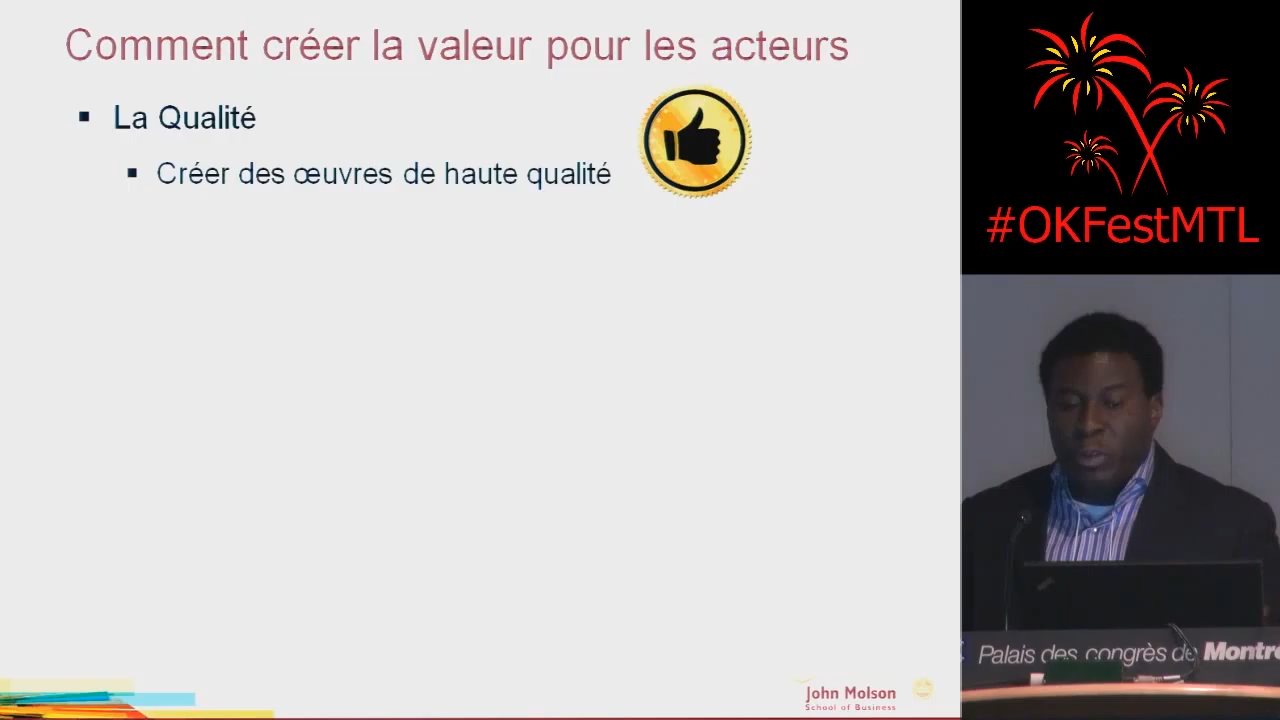 Comment créer la valeur pour les acteurs
La Qualité
Créer des œuvres de haute qualité
John Molson
School of Business
#OKFestMTL
Palais des congrès de Montré